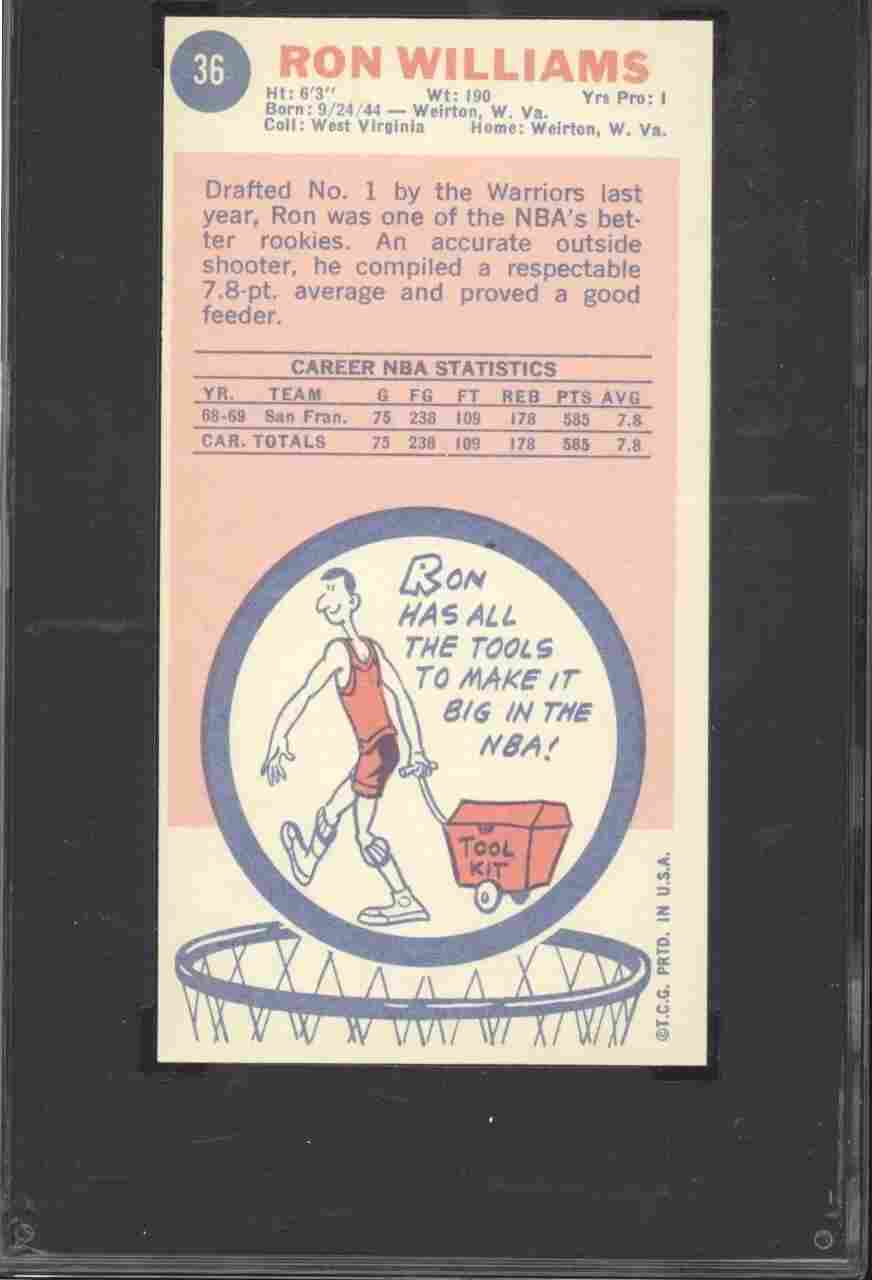 36
RON WILLIAMS
Ht: 6'3" Wt: 190 Yrs Pro: 1
Born: 9/24/44 — Weirton, W. Va.
Coll: West Virginia Home: Weirton, W. Va.
Drafted No. 1 by the Warriors last
year, Ron was one of the NBA's bet-
ter rookies. An accurate outside
shooter, he compiled a respectable
7.8-pt. average and proved a good
feeder.
CAREER NBA STATISTICS
YR. TEAM G FG FT REB PTS AVG
68-69 San Fran. 75 238 109 178 585 7.8
CAR. TOTALS 75 238 109 178 585 7.8
RON
HAS ALL
THE TOOLS
TO MAKE IT
BIG IN THE
NBA!
TOOL
KIT
©T.C.G. PRTD. IN U.S.A.